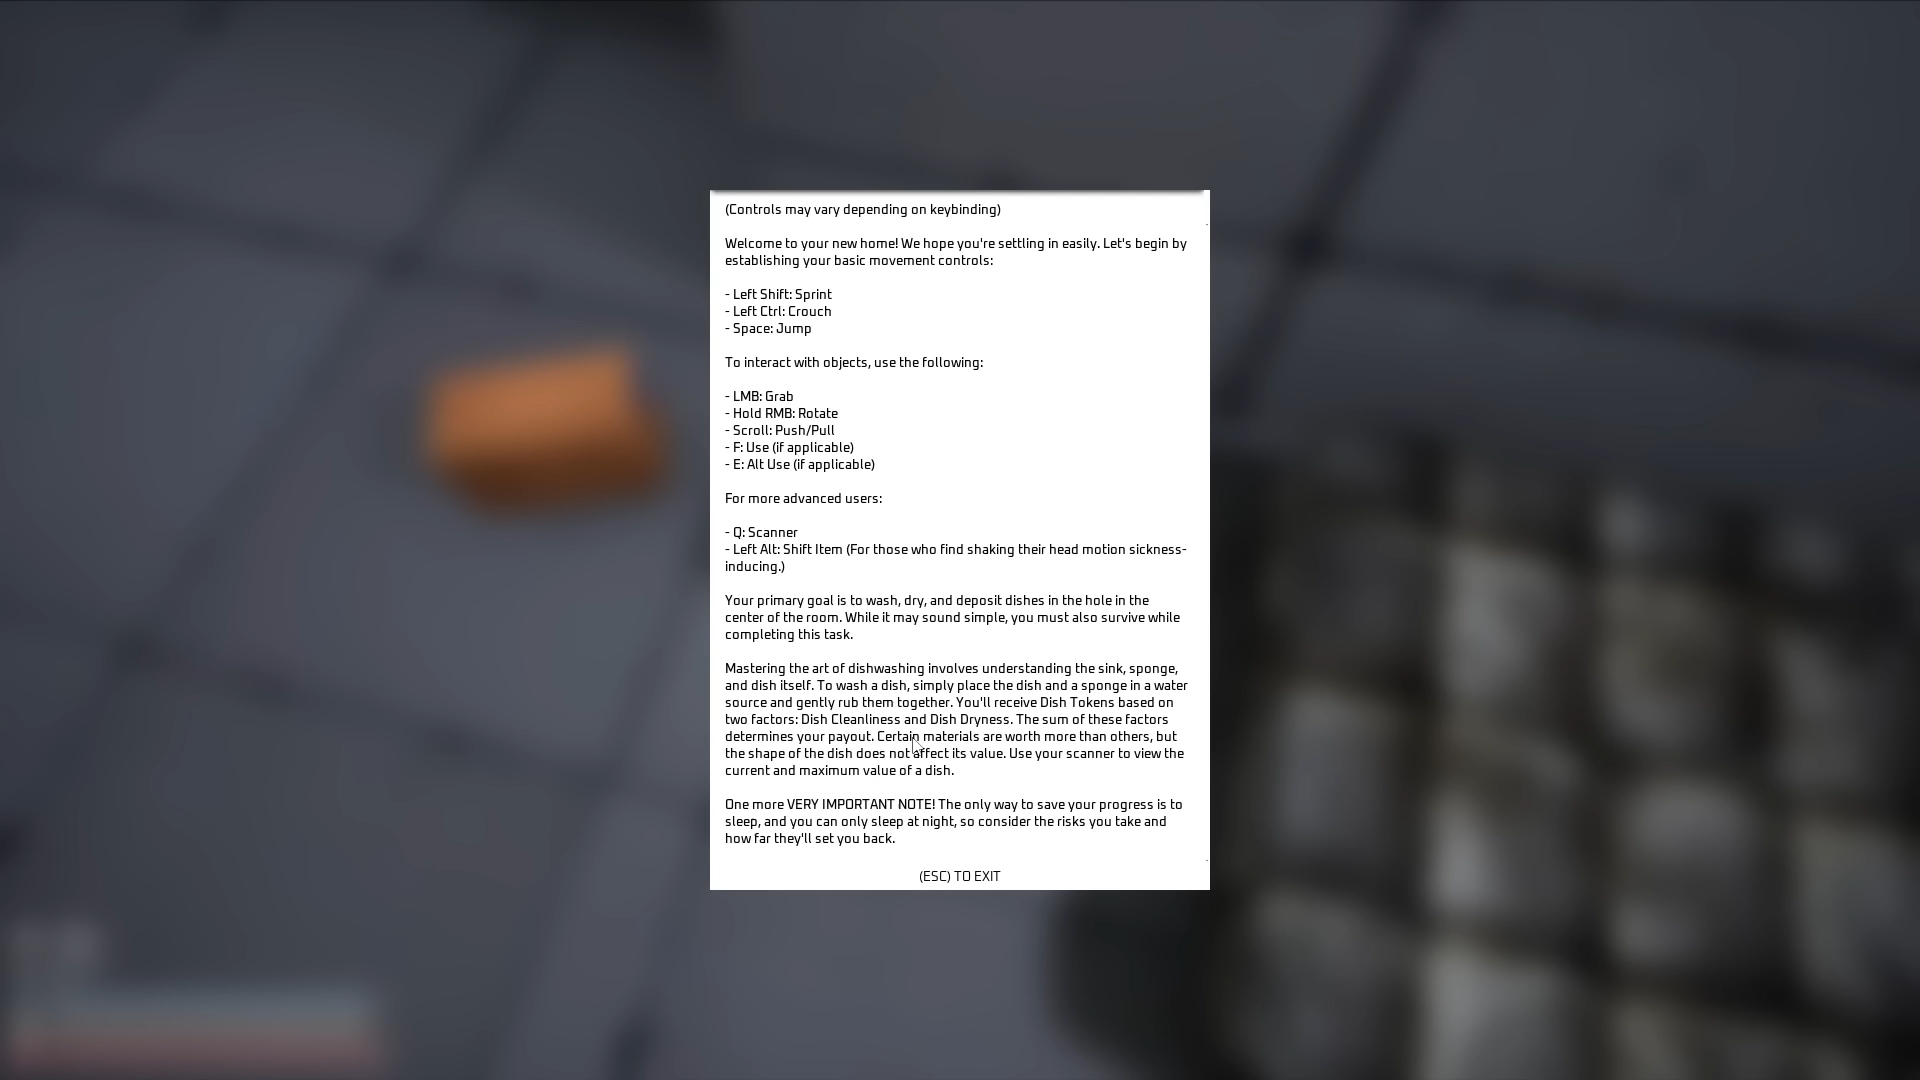 (Controls may vary depending on keybinding)
Welcome to your new home! We hope you're settling in easily. Let's begin by
establishing your basic movement controls:
- Left Shift: Sprint
- Left Ctrl: Crouch
- Space: Jump
To interact with objects, use the following:
- LMB: Grab
- Hold RMB: Rotate
- Scroll: Push/Pull
- F: Use (if applicable)
- E: Alt Use (if applicable)
For more advanced users:
- Q: Scanner
- Left Alt: Shift Item (For those who find shaking their head motion sickness-
inducing.)
Your primary goal is to wash, dry, and deposit dishes in the hole in the
center of the room. While it may sound simple, you must also survive while
completing this task.
Mastering the art of dishwashing involves understanding the sink, sponge,
and dish itself. To wash a dish, simply place the dish and a sponge in a water
source and gently rub them together. You'll receive Dish Tokens based on
two factors: Dish Cleanliness and Dish Dryness. The sum of these factors
determines your payout. Certain materials are worth more than others, but
the shape of the dish does not affect its value. Use your scanner to view the
current and maximum value of a dish.
One more VERY IMPORTANT NOTE! The only way to save your progress is to
sleep, and you can only sleep at night, so consider the risks you take and
how far they'll set you back.
(ESC) TO EXIT